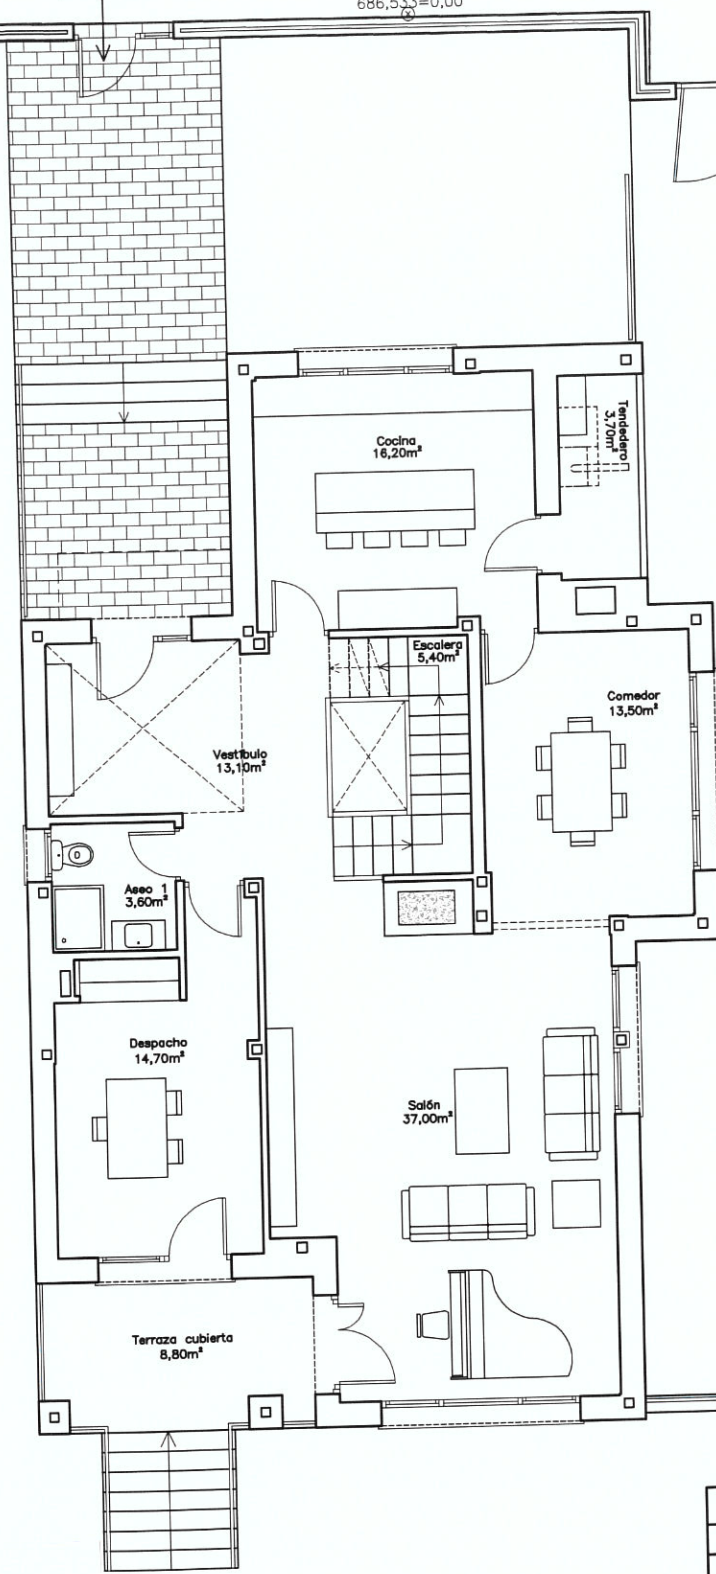 686,533=0,00
Tendedero
3,70m²
Cocina
16,20m²
Escalera
5,40m²
Comedor
13,50m²
Vestíbulo
13,10m²
Aseo 1
3,60m²
Despacho
14,70m²
Salón
37,00m²
Terraza cubierta
8,80m²